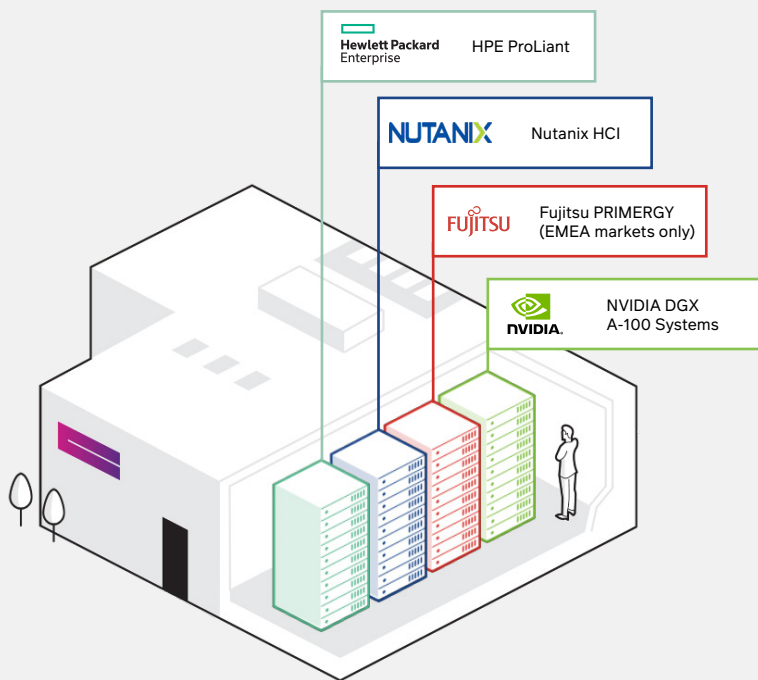 Hewlett Packard
Enterprise
HPE ProLiant
NUTANIX
Nutanix HCI
FUJITSU
Fujitsu PRIMERGY
(EMEA markets only)
NVIDIA.
NVIDIA DGX
A-100 Systems